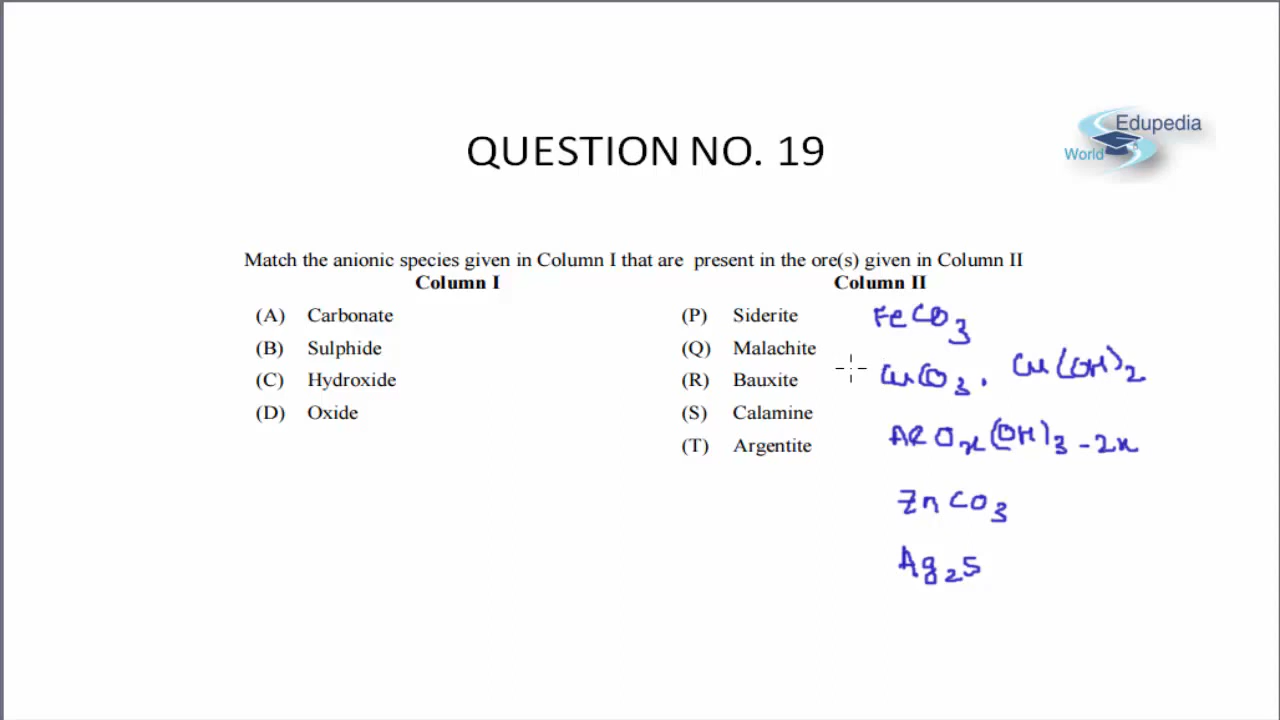 Edupedia
World
QUESTION NO. 19
Match the anionic species given in Column I that are present in the ore(s) given in Column II
Column I Column II
(A) Carbonate (P) Siderite FeCO3
(B) Sulphide (Q) Malachite CuCO3 . Cu(OH)2
(C) Hydroxide (R) Bauxite AlOx(OH)3-2x
(D) Oxide (S) Calamine ZnCO3
(T) Argentite Ag2S